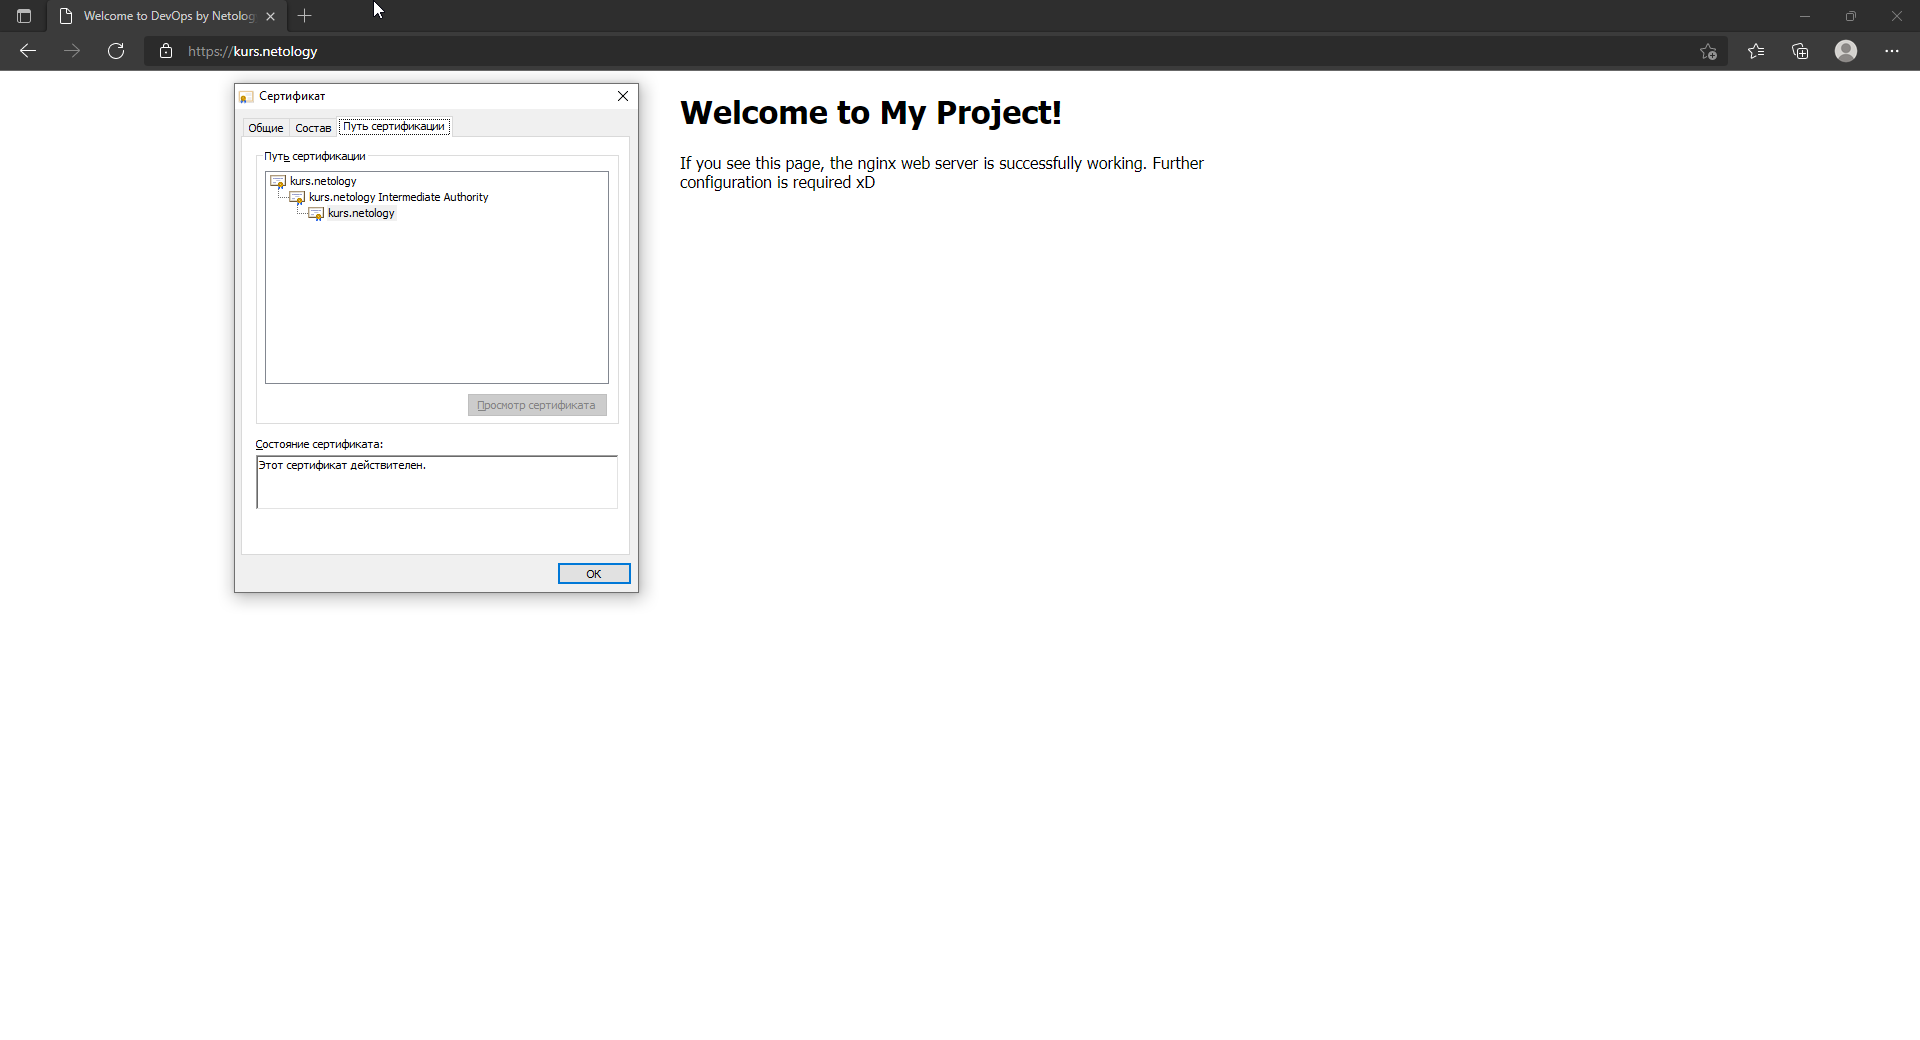 Welcome to DevOps by Netolog
https://kurs.netology
Сертификат
Общие Состав Путь сертификации
Путь сертификации
kurs.netology
kurs.netology Intermediate Authority
kurs.netology
Просмотр сертификата
Состояние сертификата:
Этот сертификат действителен.
OK
Welcome to My Project!
If you see this page, the nginx web server is successfully working. Further
configuration is required xD